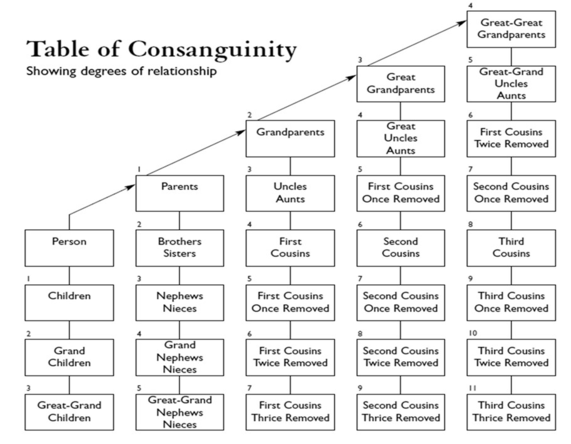 4
Great-Great
Grandparents
Table of Consanguinity
Showing degrees of relationship
3
Great
Grandparents
5
Great-Grand
Uncles
Aunts
2
Grandparents
4
Great
Uncles
Aunts
6
First Cousins
Twice Removed
1
Parents
3
Uncles
Aunts
5
First Cousins
Once Removed
7
Second Cousins
Once Removed
Person
2
Brothers
Sisters
4
First
Cousins
6
Second
Cousins
8
Third
Cousins
1
Children
3
Nephews
Nieces
5
First Cousins
Once Removed
7
Second Cousins
Once Removed
9
Third Cousins
Once Removed
2
Grand
Children
4
Grand
Nephews
Nieces
6
First Cousins
Twice Removed
8
Second Cousins
Twice Removed
10
Third Cousins
Twice Removed
3
Great-Grand
Children
5
Great-Grand
Nephews
Nieces
7
First Cousins
Thrice Removed
9
Second Cousins
Thrice Removed
11
Third Cousins
Thrice Removed